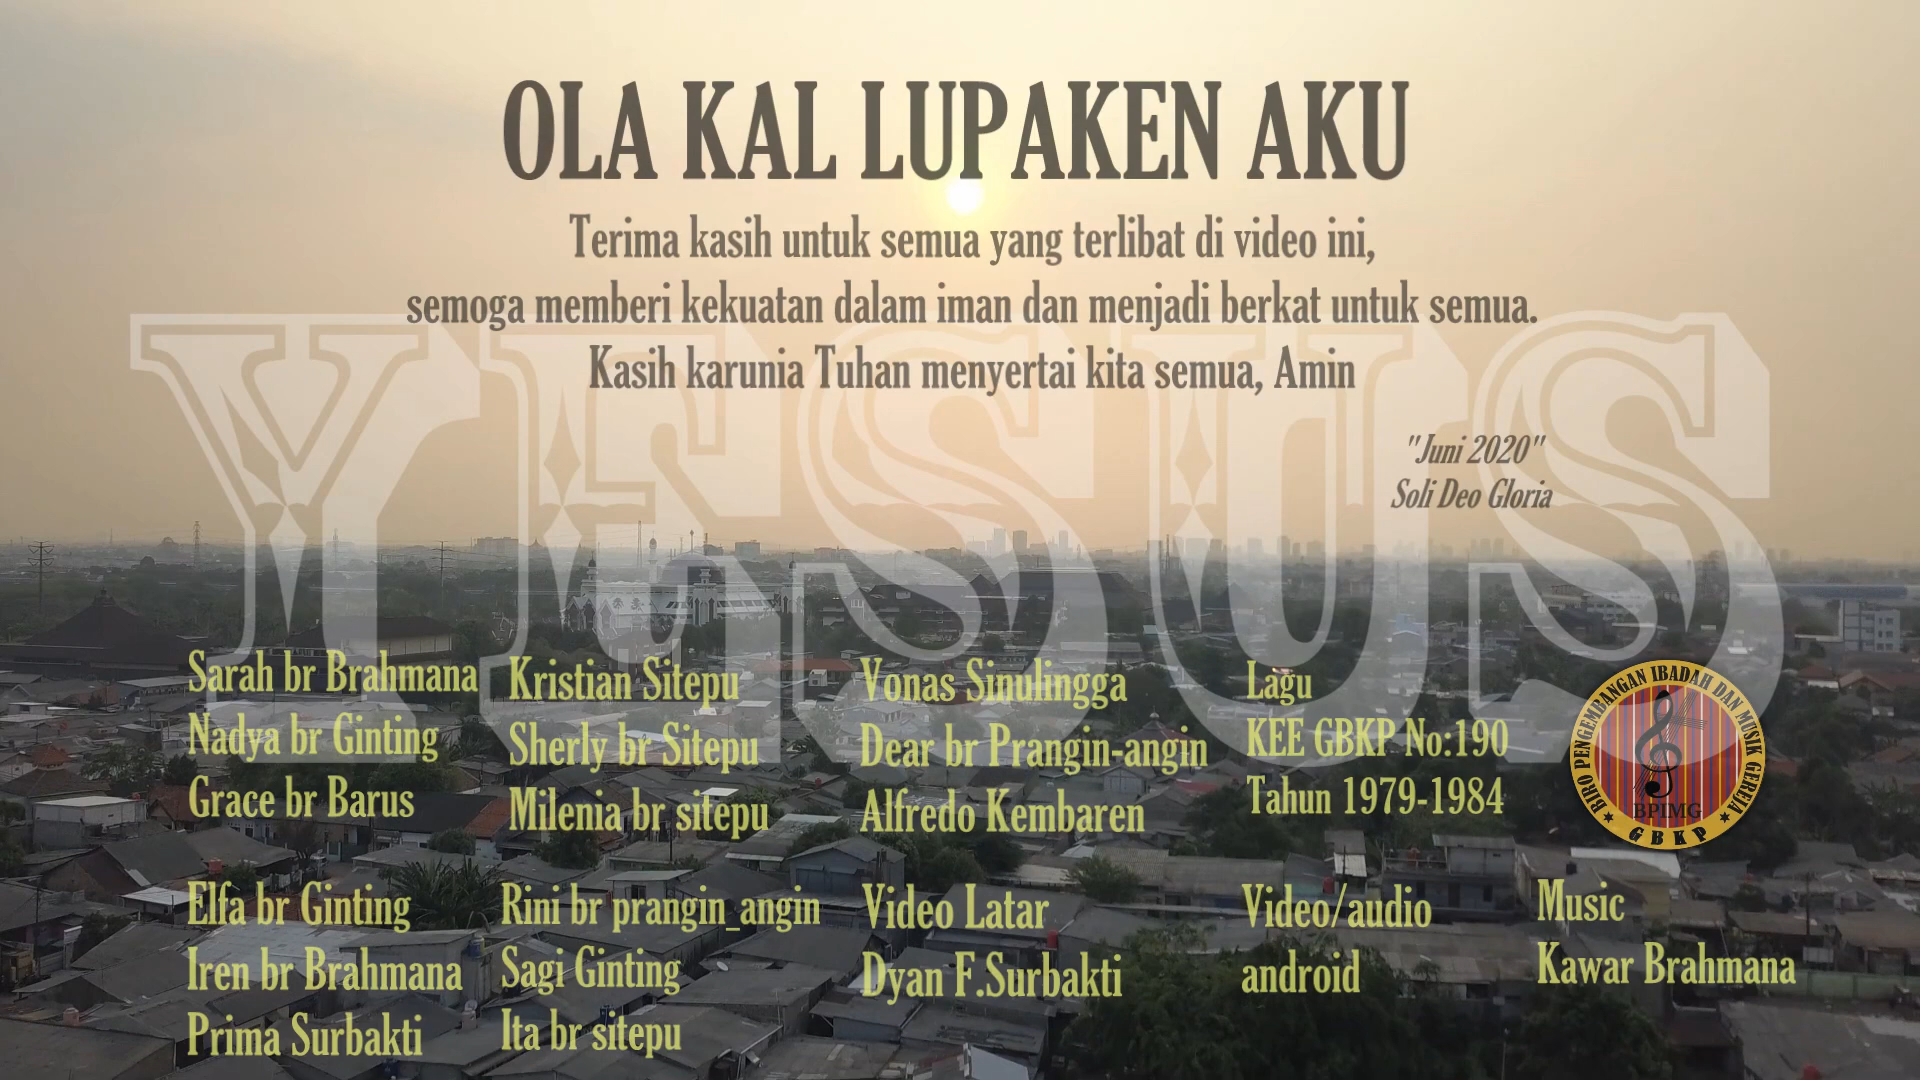 OLA KAL LUPAKEN AKU
Terima kasih untuk semua yang terlibat di video ini,
semoga memberi kekuatan dalam iman dan menjadi berkat untuk semua.
Kasih karunia Tuhan menyertai kita semua, Amin
"Juni 2020"
Soli Deo Gloria
YESUS
Sarah br Brahmana
Nadya br Ginting
Grace br Barus
Kristian Sitepu
Sherly br Sitepu
Milenia br sitepu
Vonas Sinulingga
Dear br Prangin-angin
Alfredo Kembaren
Lagu
KEE GBKP No:190
Tahun 1979-1984
BIRO PENGEMBANGAN IBADAH DAN MUSIK GEREJA
BPIMG
GBKP
Elfa br Ginting
Iren br Brahmana
Prima Surbakti
Rini br prangin_angin
Sagi Ginting
Ita br sitepu
Video Latar
Dyan F.Surbakti
Video/audio
android
Music
Kawar Brahmana